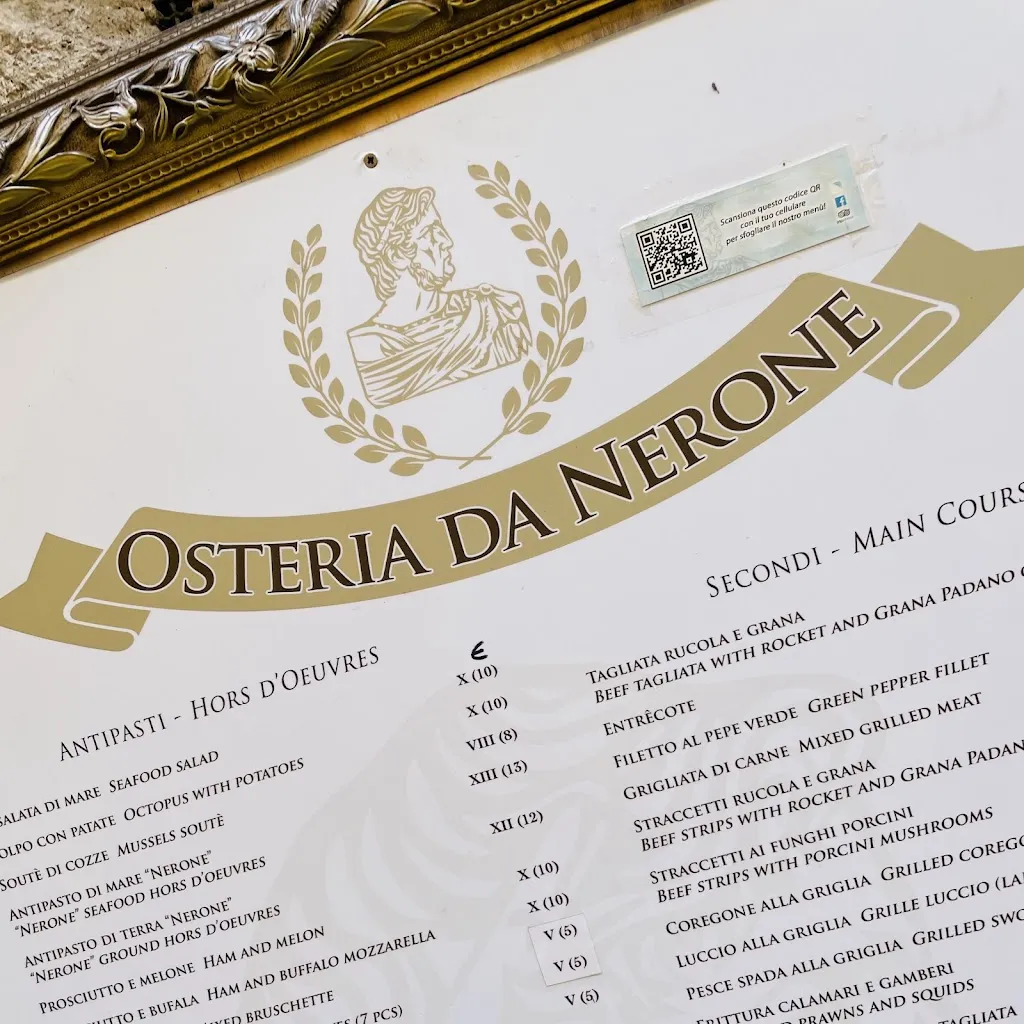 Scansiona questo codice QR
con il tuo cellulare
per sfogliare il nostro menù!
OSTERIA DA NERONE
ANTIPASTI - HORS D'OEUVRES
€
SALATA DI MARE SEAFOOD SALAD X (10)
POLPO CON PATATE OCTOPUS WITH POTATOES X (10)
SOUTÈ DI COZZE MUSSELS SOUTÈ VIII (8)
ANTIPASTO DI MARE "NERONE" XIII (13)
"NERONE" SEAFOOD HORS D'OEUVRES
ANTIPASTO DI TERRA "NERONE" XII (12)
"NERONE" GROUND HORS D'OEUVRES
PROSCIUTTO E MELONE HAM AND MELON X (10)
E BUFALA HAM AND BUFFALO MOZZARELLA X (10)
BRUSCHETTE V (5)
(7 PCS) V (5)
V (5)
SECONDI - MAIN COURS
TAGLIATA RUCOLA E GRANA
BEEF TAGLIATA WITH ROCKET AND GRANA PADANO
ENTRÊCOTE
FILETTO AL PEPE VERDE GREEN PEPPER FILLET
GRIGLIATA DI CARNE MIXED GRILLED MEAT
STRACCETTI RUCOLA E GRANA
BEEF STRIPS WITH ROCKET AND GRANA PADAN
STRACCETTI AI FUNGHI PORCINI
BEEF STRIPS WITH PORCINI MUSHROOMS
COREGONE ALLA GRIGLIA GRILLED COREGO
LUCCIO ALLA GRIGLIA GRILLE LUCCIO (LA
PESCE SPADA ALLA GRIGLIA GRILLED SWO
FRITTURA CALAMARI E GAMBERI
PRAWNS AND SQUIDS
TAGLIATA